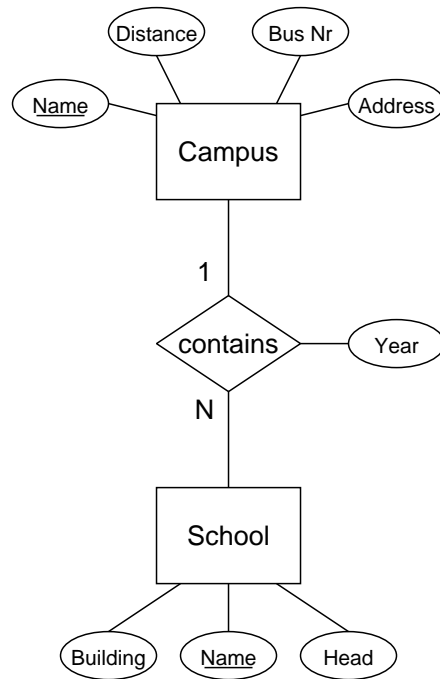 Distance
Bus Nr
Name
Address
Campus
1
contains
Year
N
School
Building
Name
Head